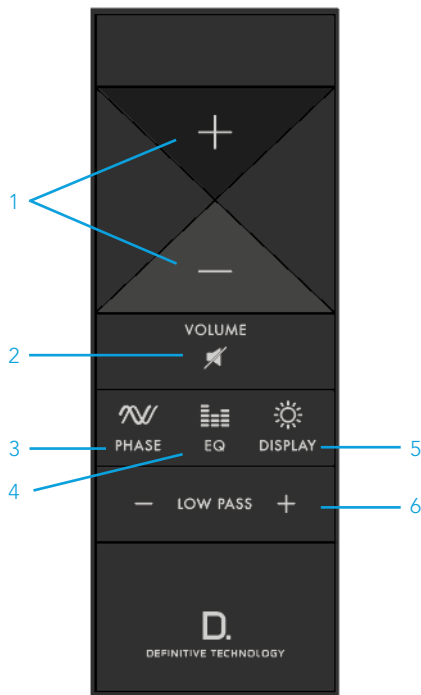 +
1
—
VOLUME
2
3
PHASE
EQ
DISPLAY
5
4
— LOW PASS +
6
D.
DEFINITIVE TECHNOLOGY